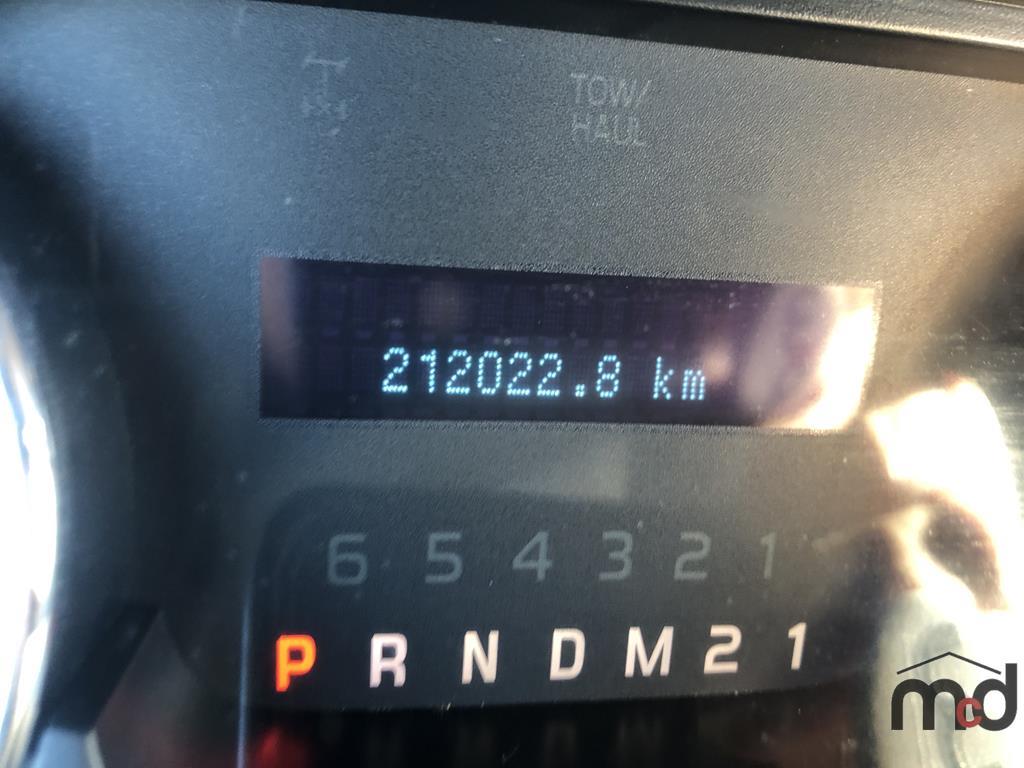 TOW/
HAUL
212022.8 km
6 5 4 3 2 1
P R N D M 2 1
mcd